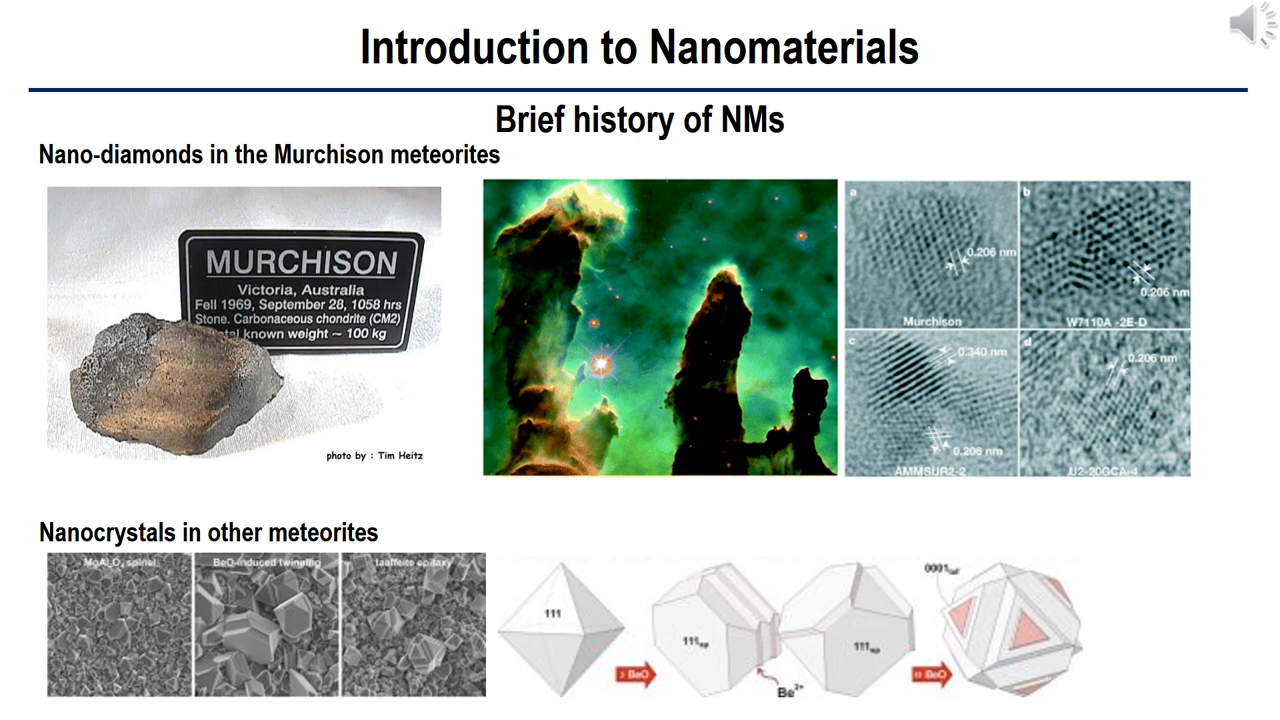 Introduction to Nanomaterials
Brief history of NMs
Nano-diamonds in the Murchison meteorites
MURCHISON
Victoria, Australia
Fell 1969, September 28, 1058 hrs
Stone. Carbonaceous chondrite (CM2)
known weight ~ 100 kg
photo by : Tim Heitz
a
0.206 nm
Murchison
b
0.206 nm
W7110A -2E-D
c
0.340 nm
0.206 nm
AMMSUR2-2
d
0.206 nm
U2-20GCA-4
Nanocrystals in other meteorites
MgAl₂O₄ spinel
BeO-induced twinning
taaffeite epitaxy
111
BeO
111sp
Be²⁺
111sp
BeO
0001